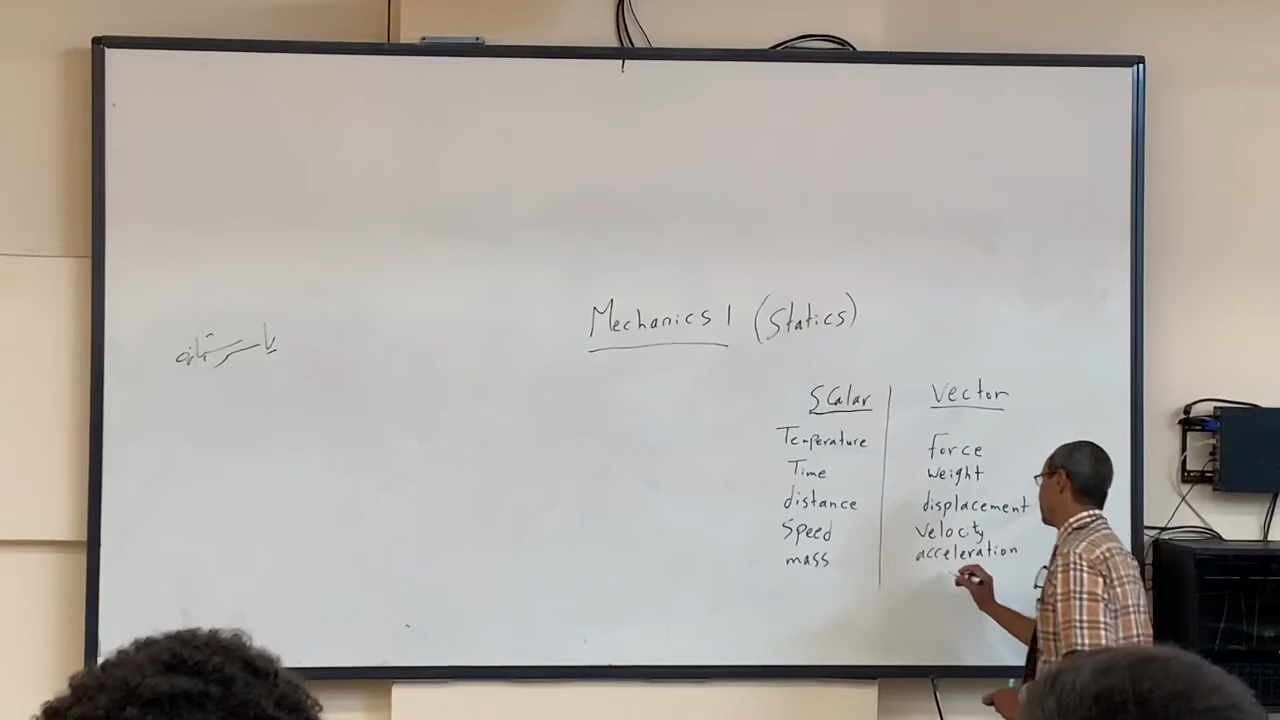 Mechanics 1 (Statics)
Scalar Vector
Temperature Force
Time weight
distance displacement
Speed Velocity
mass acceleration